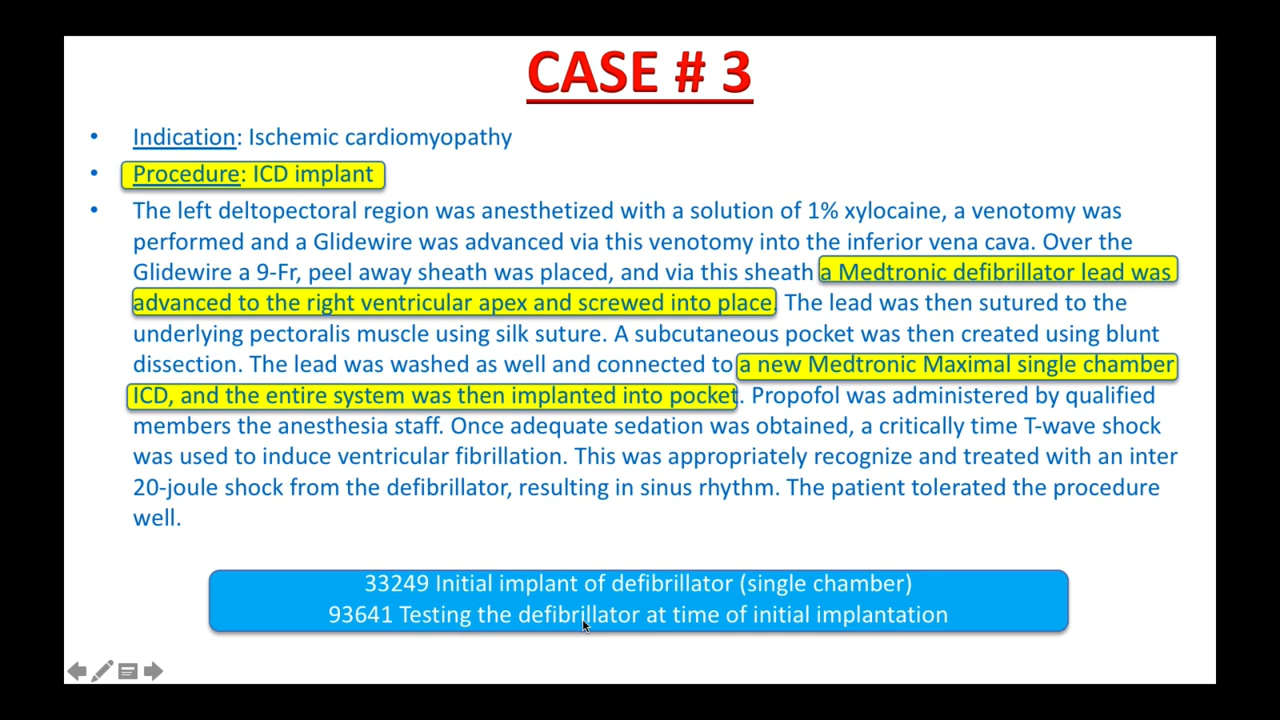 CASE # 3
• Indication: Ischemic cardiomyopathy
• Procedure: ICD implant
• The left deltopectoral region was anesthetized with a solution of 1% xylocaine, a venotomy was
performed and a Glidewire was advanced via this venotomy into the inferior vena cava. Over the
Glidewire a 9-Fr, peel away sheath was placed, and via this sheath a Medtronic defibrillator lead was
advanced to the right ventricular apex and screwed into place. The lead was then sutured to the
underlying pectoralis muscle using silk suture. A subcutaneous pocket was then created using blunt
dissection. The lead was washed as well and connected to a new Medtronic Maximal single chamber
ICD, and the entire system was then implanted into pocket. Propofol was administered by qualified
members the anesthesia staff. Once adequate sedation was obtained, a critically time T-wave shock
was used to induce ventricular fibrillation. This was appropriately recognize and treated with an inter
20-joule shock from the defibrillator, resulting in sinus rhythm. The patient tolerated the procedure
well.
33249 Initial implant of defibrillator (single chamber)
93641 Testing the defibrillator at time of initial implantation